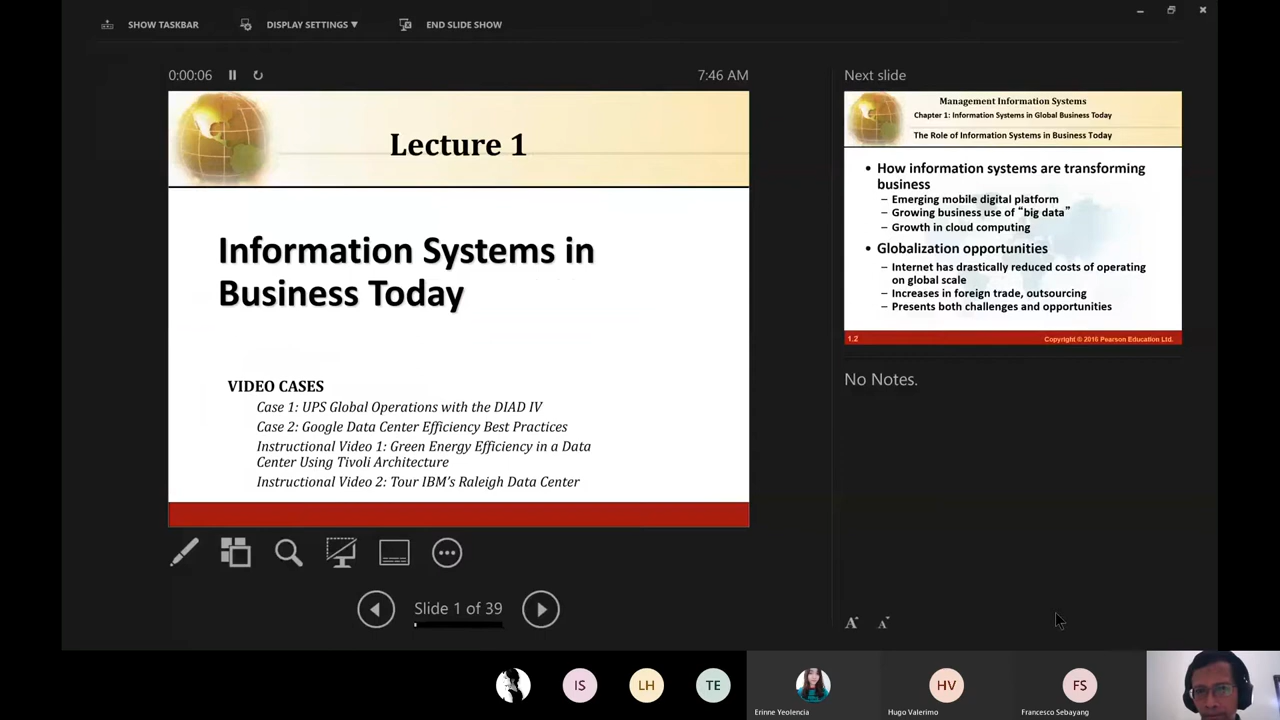 SHOW TASKBAR
DISPLAY SETTINGS ▼
END SLIDE SHOW
0:00:06
7:46 AM
Lecture 1
Information Systems in
Business Today
VIDEO CASES
Case 1: UPS Global Operations with the DIAD IV
Case 2: Google Data Center Efficiency Best Practices
Instructional Video 1: Green Energy Efficiency in a Data
Center Using Tivoli Architecture
Instructional Video 2: Tour IBM's Raleigh Data Center
Slide 1 of 39
Next slide
Management Information Systems
Chapter 1: Information Systems in Global Business Today
The Role of Information Systems in Business Today
• How information systems are transforming
business
– Emerging mobile digital platform
– Growing business use of “big data”
– Growth in cloud computing
• Globalization opportunities
– Internet has drastically reduced costs of operating
on global scale
– Increases in foreign trade, outsourcing
– Presents both challenges and opportunities
1.2
Copyright © 2016 Pearson Education Ltd.
No Notes.
A A
IS
LH
TE
HV
FS
Erinne Yeolencia
Hugo Valerimo
Francesco Sebayang